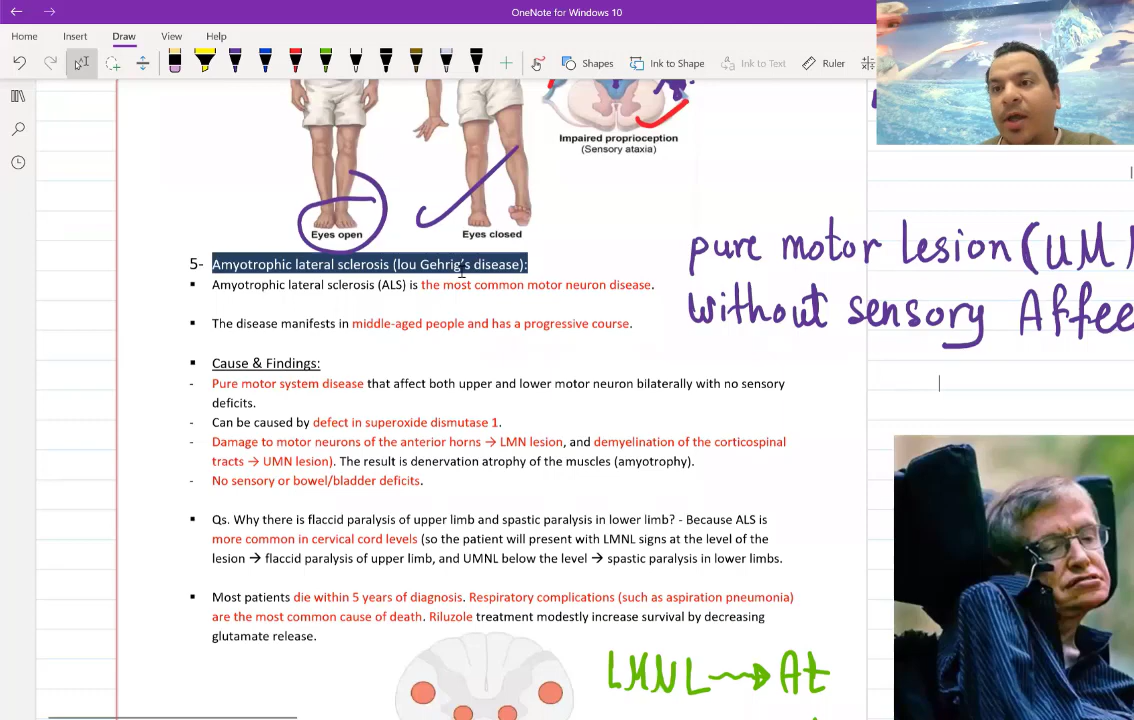 OneNote for Windows 10
Home Insert Draw View Help
Shapes Ink to Shape Ink to Text Ruler
Impaired proprioception
(Sensory ataxia)
Eyes open
Eyes closed
pure motor lesion (UM
without sensory Affe
5- Amyotrophic lateral sclerosis (lou Gehrig's disease):
▪ Amyotrophic lateral sclerosis (ALS) is the most common motor neuron disease.
▪ The disease manifests in middle-aged people and has a progressive course.
▪ Cause & Findings:
- Pure motor system disease that affect both upper and lower motor neuron bilaterally with no sensory
deficits.
- Can be caused by defect in superoxide dismutase 1.
- Damage to motor neurons of the anterior horns → LMN lesion, and demyelination of the corticospinal
tracts → UMN lesion). The result is denervation atrophy of the muscles (amyotrophy).
- No sensory or bowel/bladder deficits.
▪ Qs. Why there is flaccid paralysis of upper limb and spastic paralysis in lower limb? - Because ALS is
more common in cervical cord levels (so the patient will present with LMNL signs at the level of the
lesion → flaccid paralysis of upper limb, and UMNL below the level → spastic paralysis in lower limbs.
▪ Most patients die within 5 years of diagnosis. Respiratory complications (such as aspiration pneumonia)
are the most common cause of death. Riluzole treatment modestly increase survival by decreasing
glutamate release.
LMNL → At